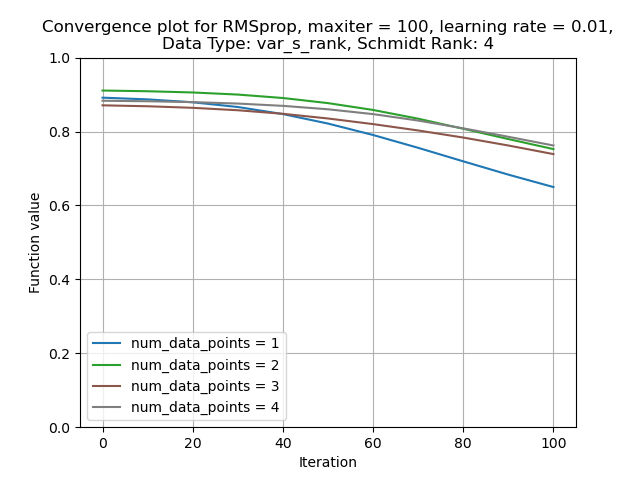 Convergence plot for RMSprop, maxiter = 100, learning rate = 0.01,
Data Type: var_s_rank, Schmidt Rank: 4
1.0
0.8
0.6
0.4
0.2
0.0
Function value
num_data_points = 1
num_data_points = 2
num_data_points = 3
num_data_points = 4
0 20 40 60 80 100
Iteration